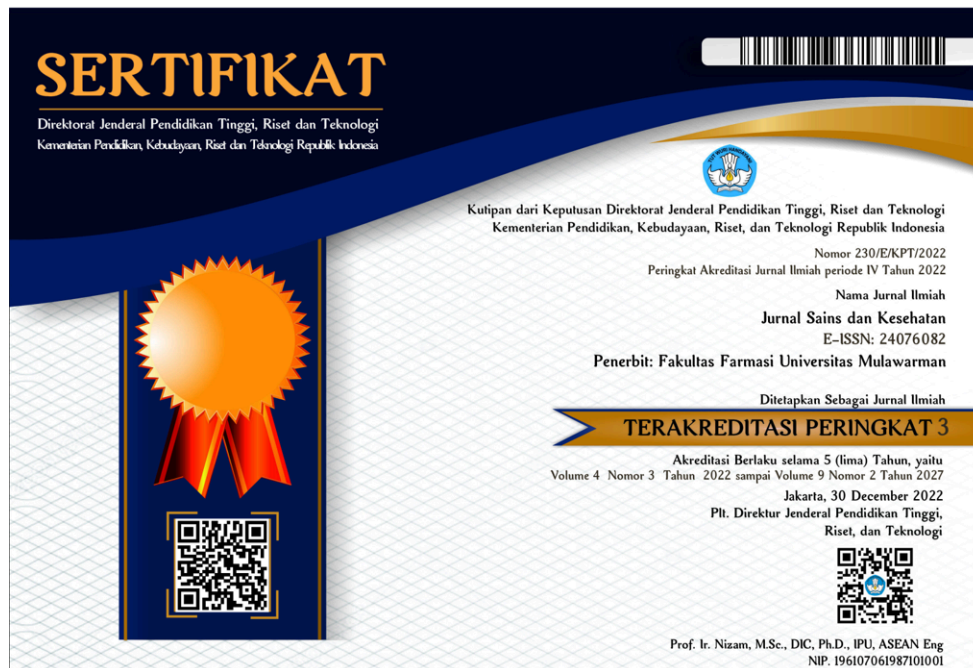 SERTIFIKAT
Direktorat Jenderal Pendidikan Tinggi, Riset dan Teknologi
Kementerian Pendidikan, Kebudayaan, Riset dan Teknologi Republik Indonesia
TUT WURI HANDAYANI
Kutipan dari Keputusan Direktorat Jenderal Pendidikan Tinggi, Riset dan Teknologi
Kementerian Pendidikan, Kebudayaan, Riset, dan Teknologi Republik Indonesia
Nomor 230/E/KPT/2022
Peringkat Akreditasi Jurnal Ilmiah periode IV Tahun 2022
Nama Jurnal Ilmiah
Jurnal Sains dan Kesehatan
E-ISSN: 24076082
Penerbit: Fakultas Farmasi Universitas Mulawarman
Ditetapkan Sebagai Jurnal Ilmiah
TERAKREDITASI PERINGKAT 3
Akreditasi Berlaku selama 5 (lima) Tahun, yaitu
Volume 4 Nomor 3 Tahun 2022 sampai Volume 9 Nomor 2 Tahun 2027
Jakarta, 30 December 2022
Plt. Direktur Jenderal Pendidikan Tinggi,
Riset, dan Teknologi
Prof. Ir. Nizam, M.Sc., DIC, Ph.D., IPU, ASEAN Eng
NIP. 196107061987101001